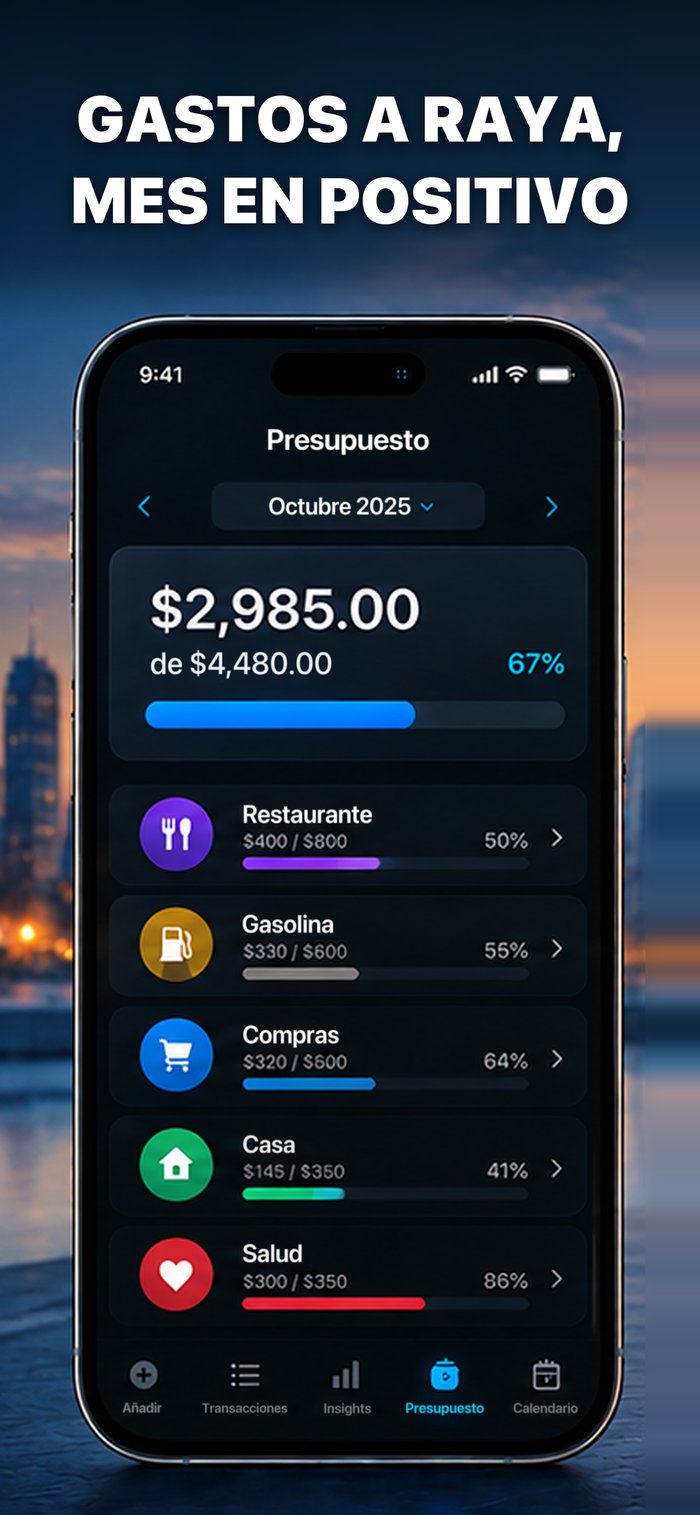 GASTOS A RAYA,
MES EN POSITIVO
9:41
Presupuesto
Octubre 2025
$2,985.00
de $4,480.00
67%
Restaurante
$400 / $800
50%
Gasolina
$330 / $600
55%
Compras
$320 / $600
64%
Casa
$145 / $350
41%
Salud
$300 / $350
86%
Añadir
Transacciones
Insights
Presupuesto
Calendario